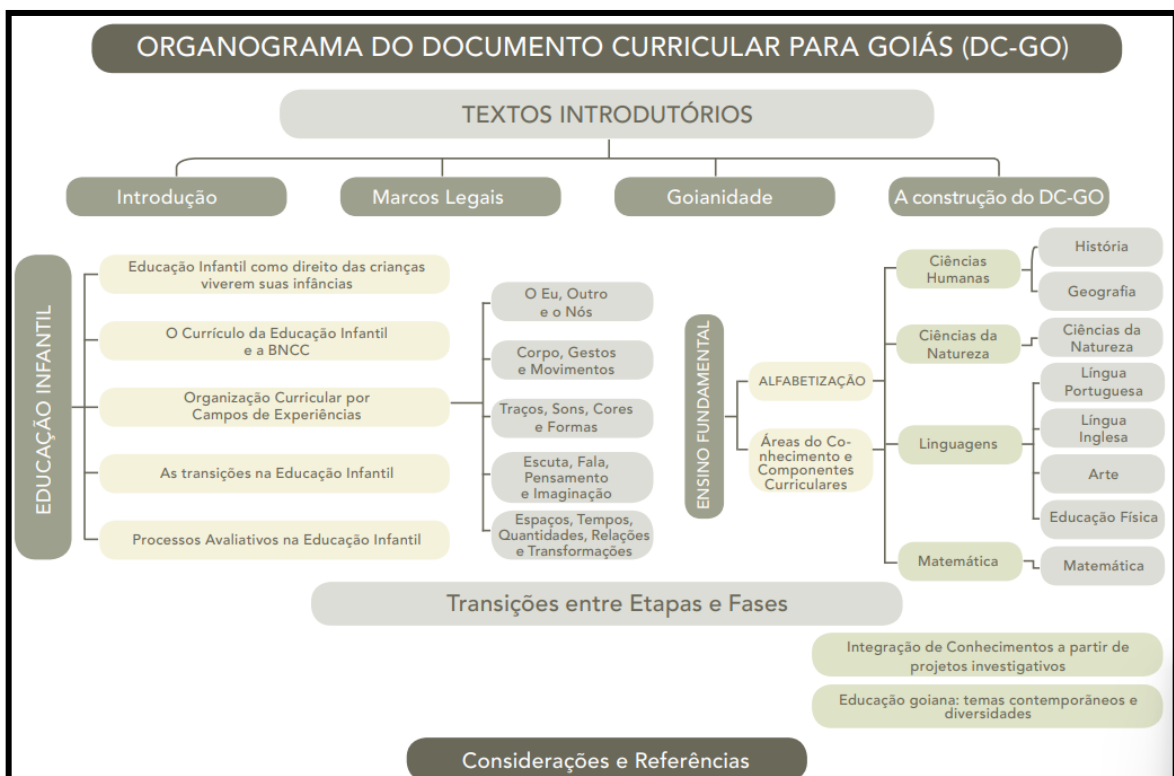 ORGANOGRAMA DO DOCUMENTO CURRICULAR PARA GOIÁS (DC-GO)
TEXTOS INTRODUTÓRIOS
Introdução
Marcos Legais
Goianidade
A construção do DC-GO
EDUCAÇÃO INFANTIL
Educação Infantil como direito das crianças
viverem suas infâncias
O Currículo da Educação Infantil
e a BNCC
Organização Curricular por
Campos de Experiências
As transições na Educação Infantil
Processos Avaliativos na Educação Infantil
O Eu, Outro
e o Nós
Corpo, Gestos
e Movimentos
Traços, Sons, Cores
e Formas
Escuta, Fala,
Pensamento
e Imaginação
Espaços, Tempos,
Quantidades, Relações
e Transformações
ENSINO FUNDAMENTAL
ALFABETIZAÇÃO
Áreas do Co-
nhecimento e
Componentes
Curriculares
Ciências
Humanas
História
Geografia
Ciências da
Natureza
Ciências da
Natureza
Linguagens
Língua
Portuguesa
Língua
Inglesa
Arte
Educação Física
Matemática
Matemática
Transições entre Etapas e Fases
Integração de Conhecimentos a partir de
projetos investigativos
Educação goiana: temas contemporâneos e
diversidades
Considerações e Referências